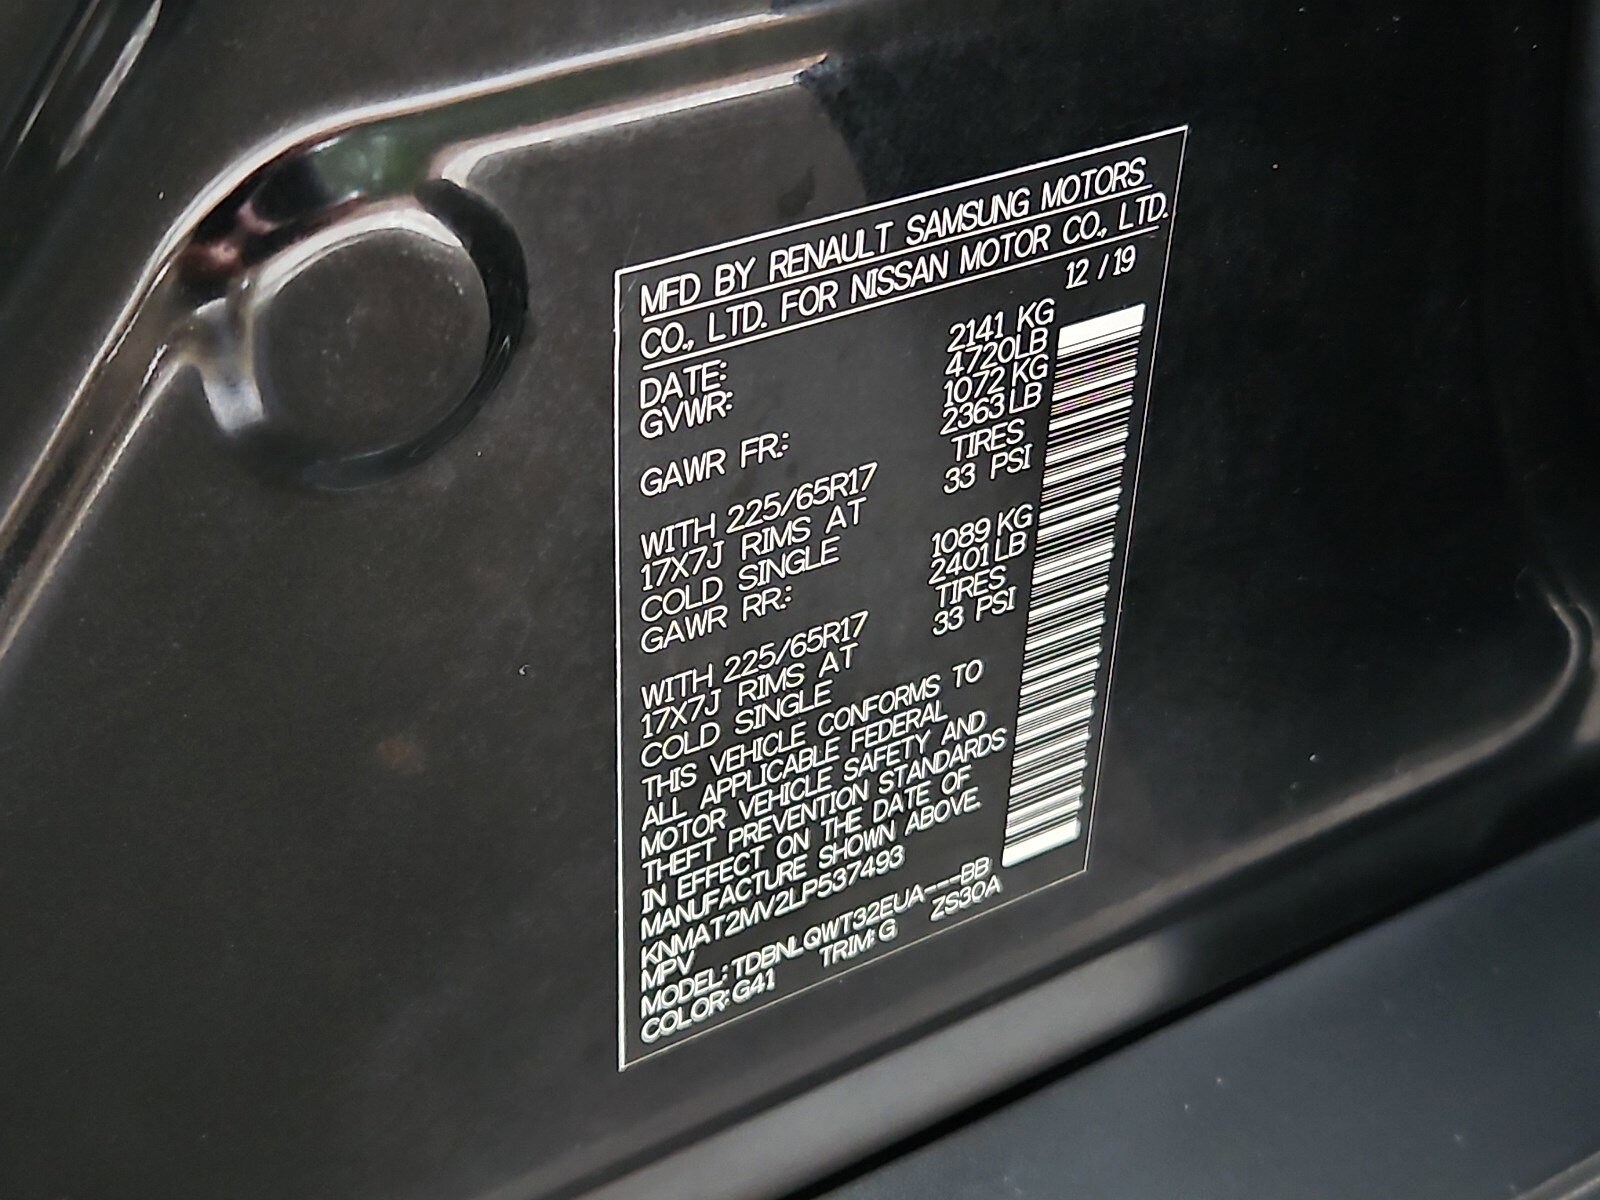 MFD BY RENAULT SAMSUNG MOTORS
CO., LTD. FOR NISSAN MOTOR CO., LTD.
DATE: 12 / 19
GVWR: 2141 KG
4720LB
GAWR FR.: 1072 KG
2363LB
WITH 225/65R17 TIRES
17X7J RIMS AT 33 PSI
COLD SINGLE
GAWR RR.: 1089 KG
2401LB
WITH 225/65R17 TIRES
17X7J RIMS AT 33 PSI
COLD SINGLE
THIS VEHICLE CONFORMS TO
ALL APPLICABLE FEDERAL
MOTOR VEHICLE SAFETY AND
THEFT PREVENTION STANDARDS
IN EFFECT ON THE DATE OF
MANUFACTURE SHOWN ABOVE.
KNMAT2MV2LP537493
MPV
MODEL: TDBNLQWT32EUA---BB
COLOR: G41 TRIM: G ZS30A